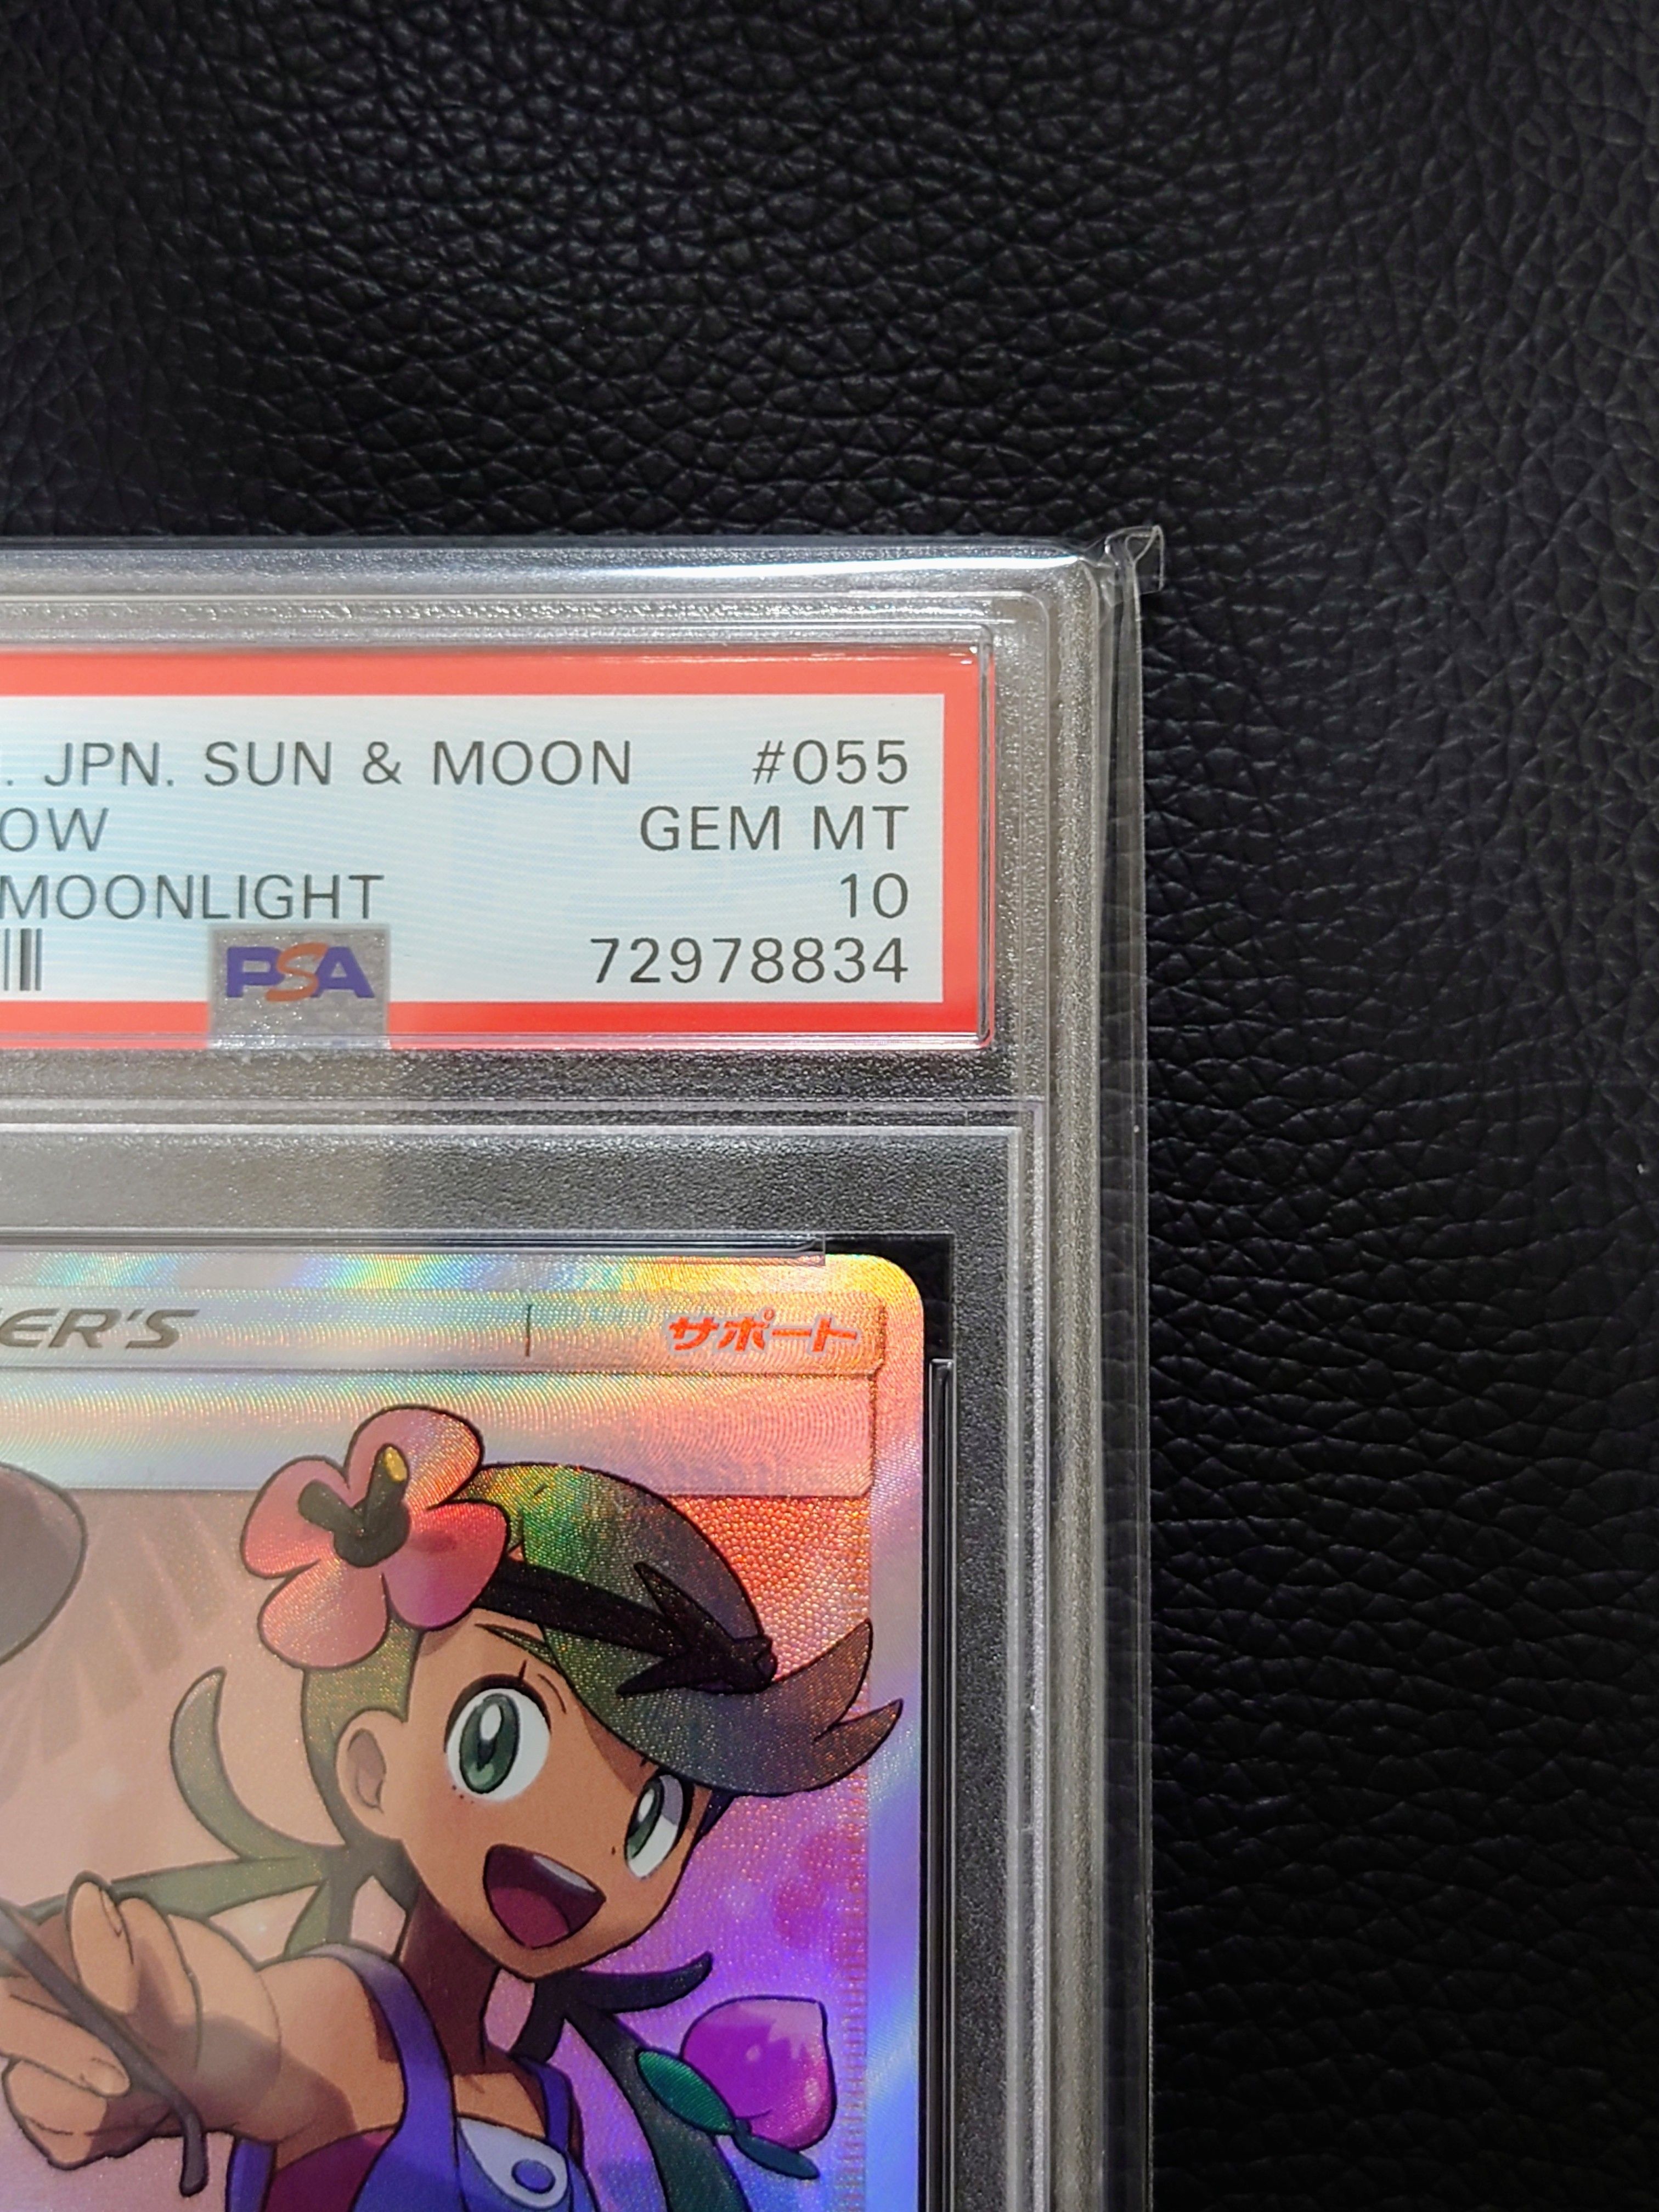 . JPN. SUN & MOON #055
OW GEM MT
MOONLIGHT 10
PSA 72978834
ER'S サポート